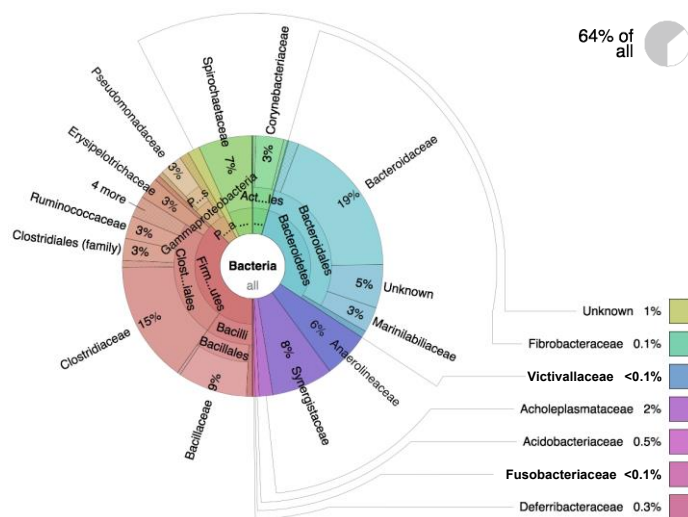 64% of
all
Corynebacteriaceae
3%
Spirochaetaceae
7%
Pseudomonadaceae
3%
Erysipelotrichaceae
3%
4 more
Ruminococcaceae
3%
Clostridiales (family)
3%
Clostridiaceae
15%
Bacillaceae
9%
Synergistaceae
8%
Anaerolineaceae
6%
Marinilabiliaceae
3%
Unknown
5%
Bacteroidaceae
19%
Act...les
Gammaproteobacteria
P...s
P...a
...
...
Clost...iales
Firm...utes
Bacilli
Bacillales
Bacteroidetes
Bacteroidales
Bacteria
all
Unknown 1%
Fibrobacteraceae 0.1%
Victivallaceae <0.1%
Acholeplasmataceae 2%
Acidobacteriaceae 0.5%
Fusobacteriaceae <0.1%
Deferribacteraceae 0.3%